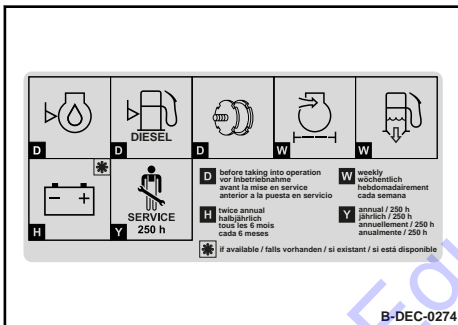 DIESEL
D
D
D
W
W
SERVICE
250 h
H
Y
D before taking into operation
vor Inbetriebnahme
avant la mise en service
anterior a la puesta en servicio
W weekly
wöchentlich
hebdomadairement
cada semana
H twice annual
halbjährlich
tous les 6 mois
cada 6 meses
Y annual / 250 h
jährlich / 250 h
annuellement / 250 h
anualmente / 250 h
if available / falls vorhanden / si existant / si está disponible
B-DEC-0274